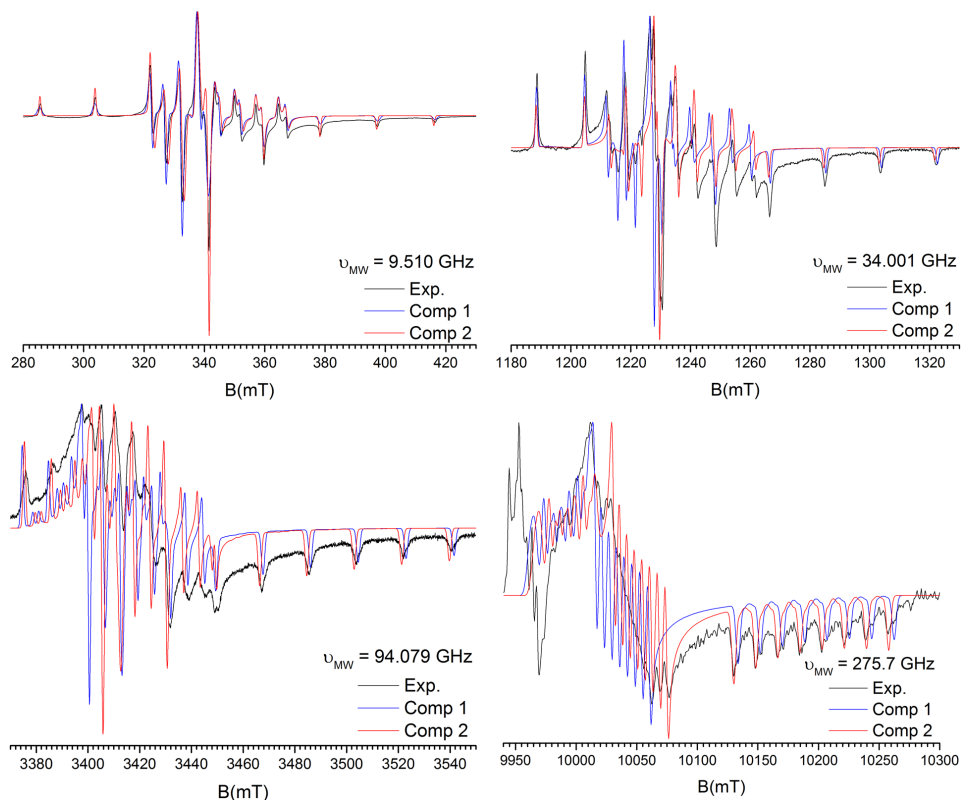 υMW = 9.510 GHz
Exp.
Comp 1
Comp 2
280 300 320 340 360 380 400 420
B(mT)
υMW = 34.001 GHz
Exp.
Comp 1
Comp 2
1180 1200 1220 1240 1260 1280 1300 1320
B(mT)
υMW = 94.079 GHz
Exp.
Comp 1
Comp 2
3380 3400 3420 3440 3460 3480 3500 3520 3540
B(mT)
υMW = 275.7 GHz
Exp.
Comp 1
Comp 2
9950 10000 10050 10100 10150 10200 10250 10300
B(mT)